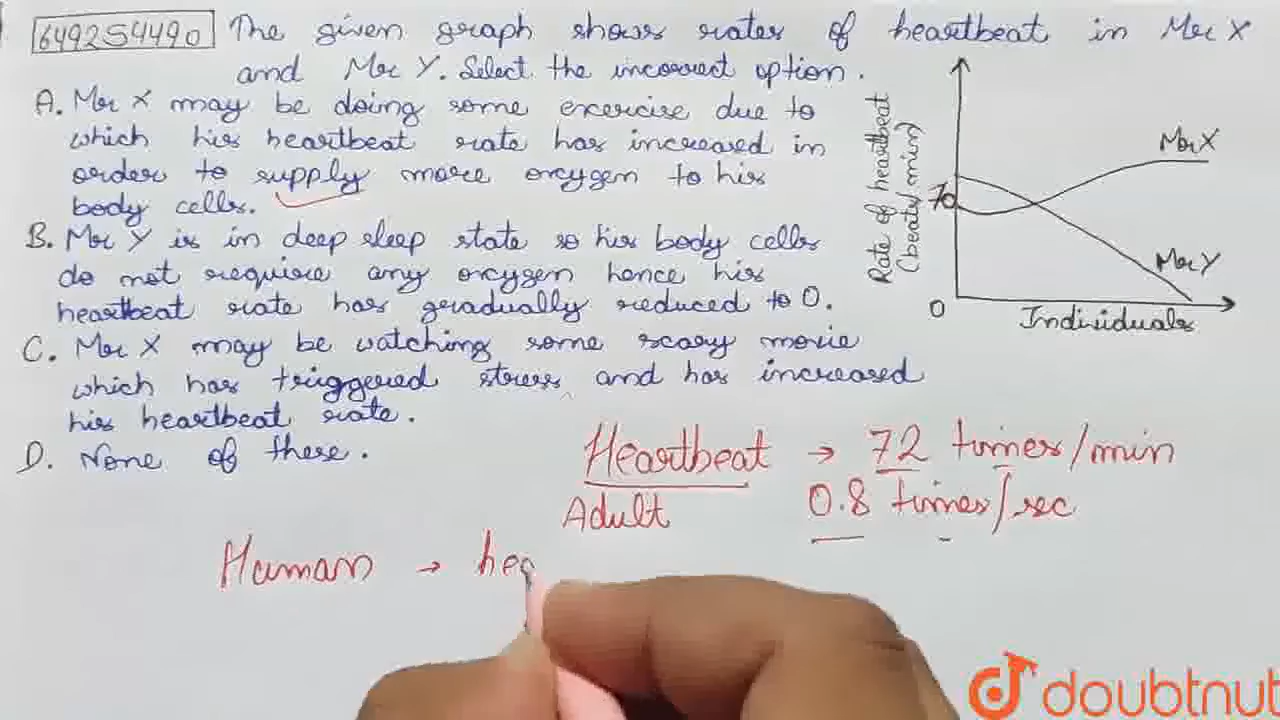 6492S4490 The given graph shows rates of heartbeat in Mr X
and Mr Y. Select the incorrect option.
A. Mr X may be doing some exercise due to
which his heartbeat rate has increased in
order to supply more oxygen to his
body cells.
B. Mr Y is in deep sleep state so his body cells
do not require any oxygen hence his
heartbeat rate has gradually reduced to 0.
C. Mr X may be watching some scary movie
which has triggered stress and has increased
his heartbeat rate.
D. None of these.
Rate of heartbeat
(beats/min)
70
0
Mr X
Mr Y
Individuals
Heartbeat → 72 times/min
Adult 0.8 times/sec
Human → hea
doubtnut